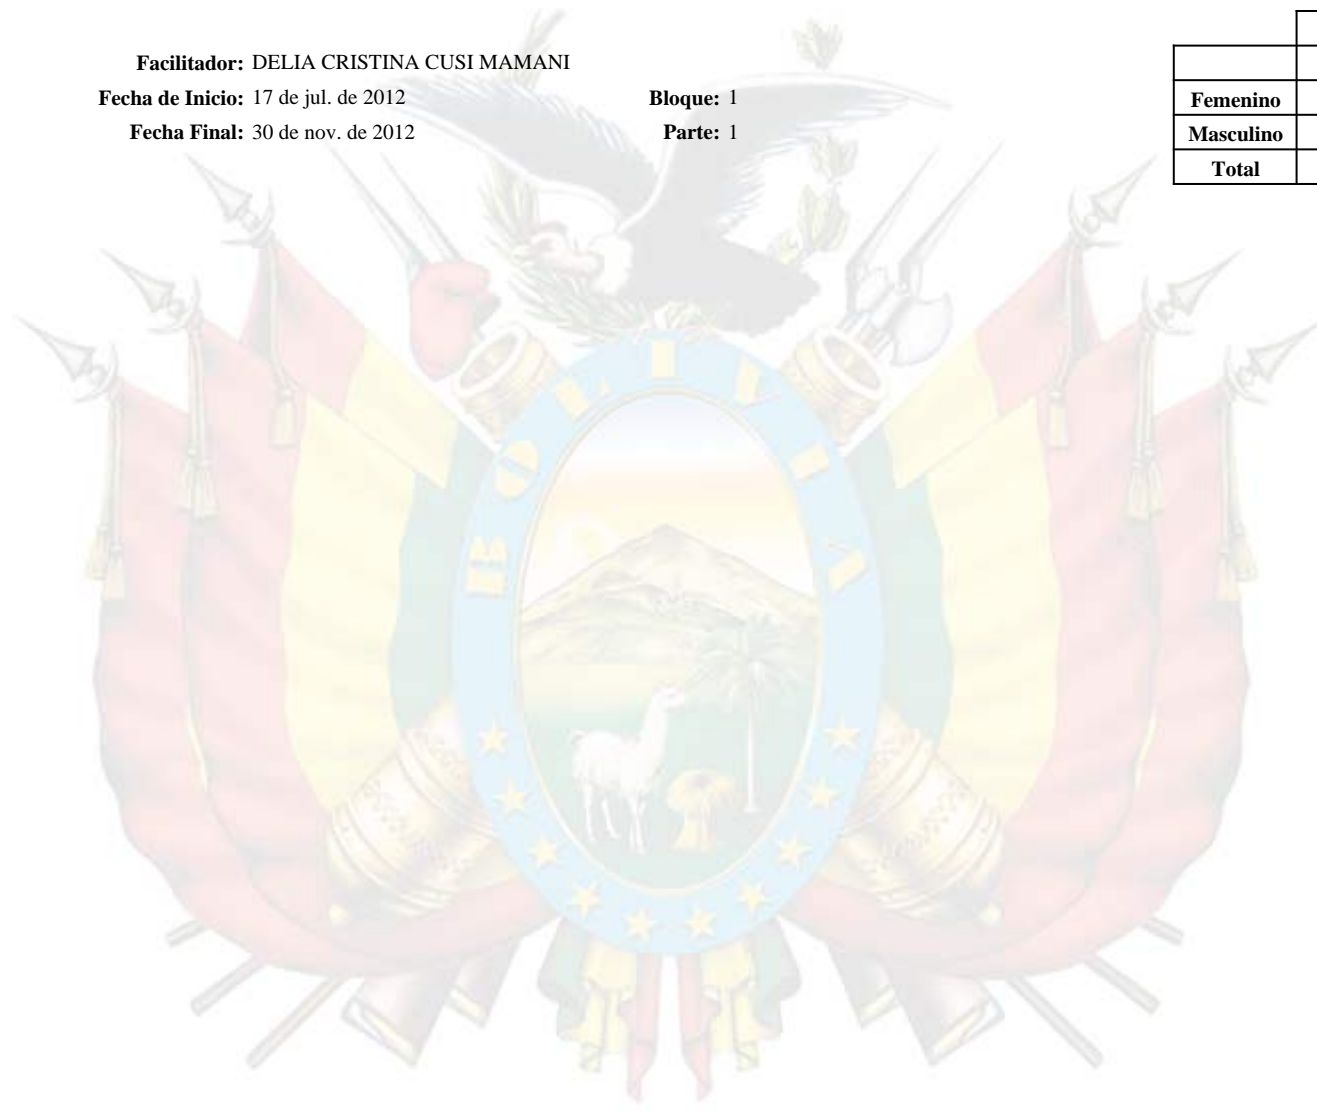 Facilitador: DELIA CRISTINA CUSI MAMANI
Fecha de Inicio: 17 de jul. de 2012 Bloque: 1
Fecha Final: 30 de nov. de 2012 Parte: 1
Femenino
Masculino
Total
BOLIVIA